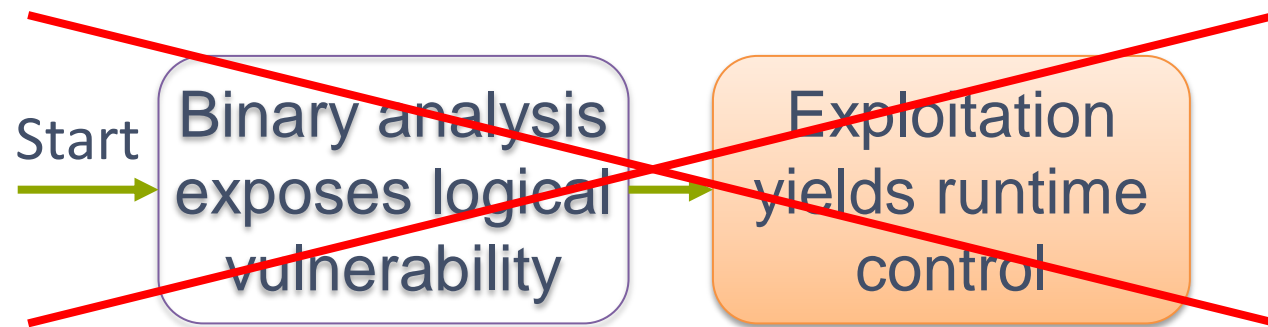 Start
Binary analysis
exposes logical
vulnerability
Exploitation
yields runtime
control